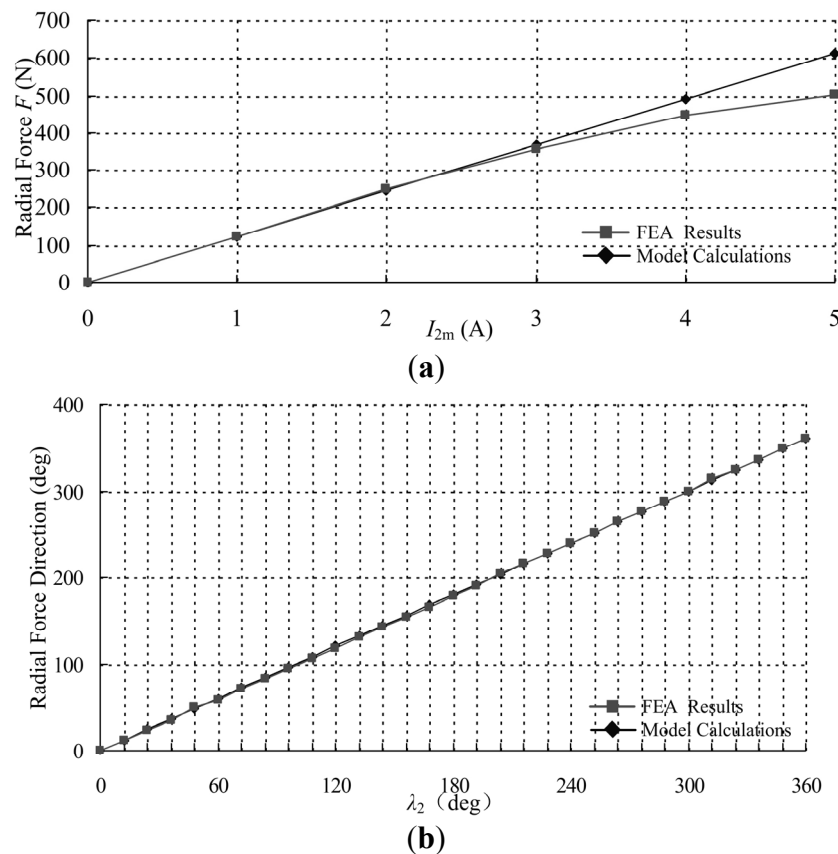 700
600
500
400
300
200
100
0
Radial Force F (N)
FEA Results
Model Calculations
0 1 2 3 4 5
I2m (A)
(a)
400
300
200
100
0
Radial Force Direction (deg)
FEA Results
Model Calculations
0 60 120 180 240 300 360
λ2（deg）
(b)